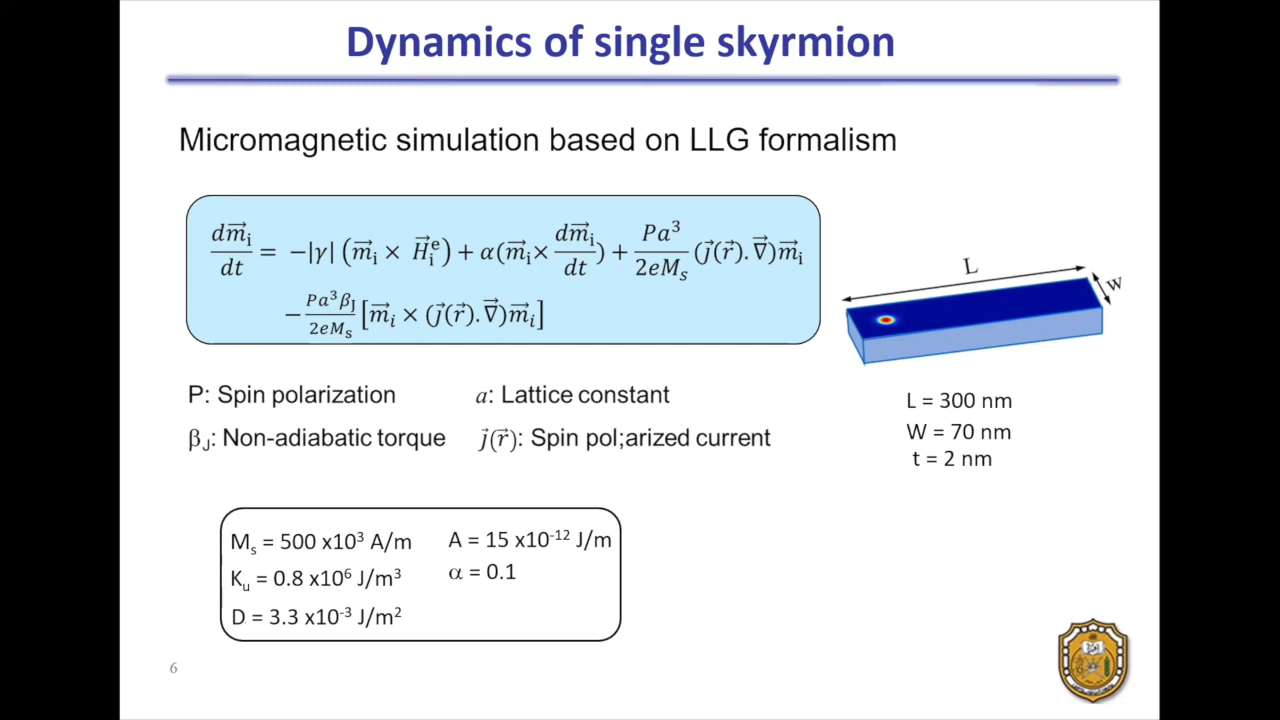 Dynamics of single skyrmion
Micromagnetic simulation based on LLG formalism
dm⃗ᵢ/dt = −|γ| (m⃗ᵢ × H⃗ᵢᵉ) + α(m⃗ᵢ× dm⃗ᵢ/dt) + Pa³/2eMₛ (j⃗(r⃗).∇⃗)m⃗ᵢ
− Pa³β_J/2eMₛ [m⃗ᵢ × (j⃗(r⃗).∇⃗)m⃗ᵢ]
L
w
P: Spin polarization a: Lattice constant
β_J: Non-adiabatic torque j⃗(r⃗): Spin pol;arized current
L = 300 nm
W = 70 nm
t = 2 nm
Mₛ = 500 x10³ A/m A = 15 x10⁻¹² J/m
Kᵤ = 0.8 x10⁶ J/m³ α = 0.1
D = 3.3 x10⁻³ J/m²
6